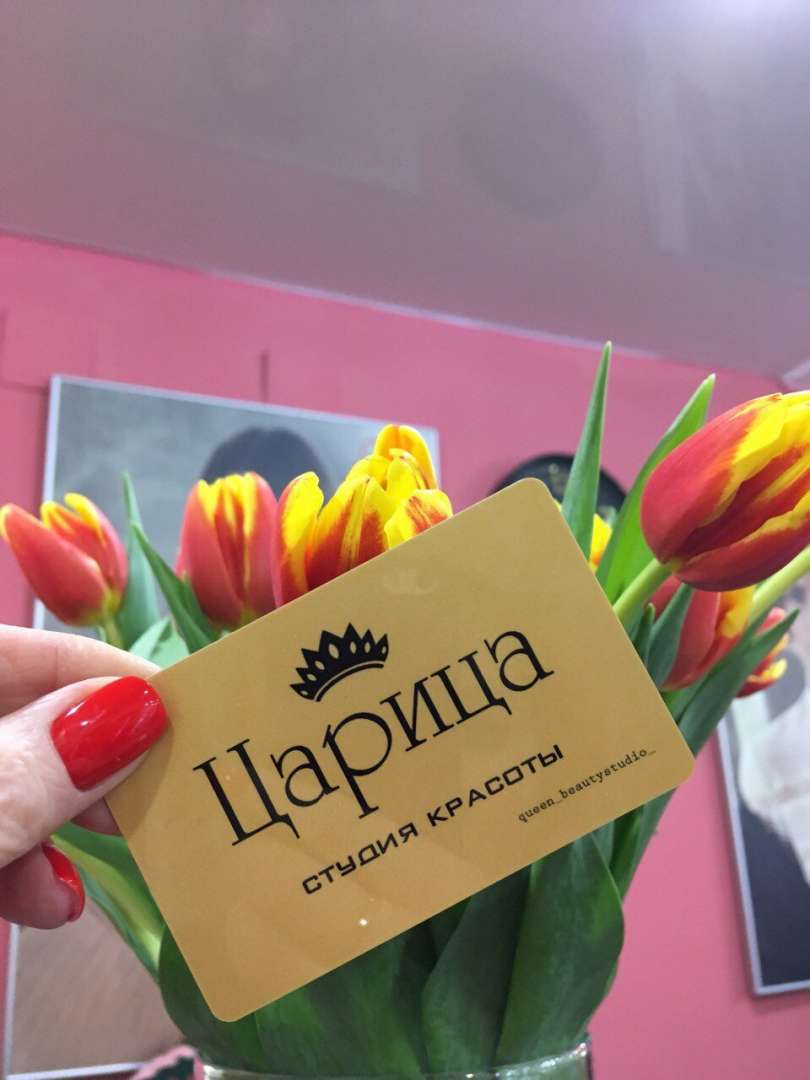 Царица
студия красоты
queen_beautystudio_